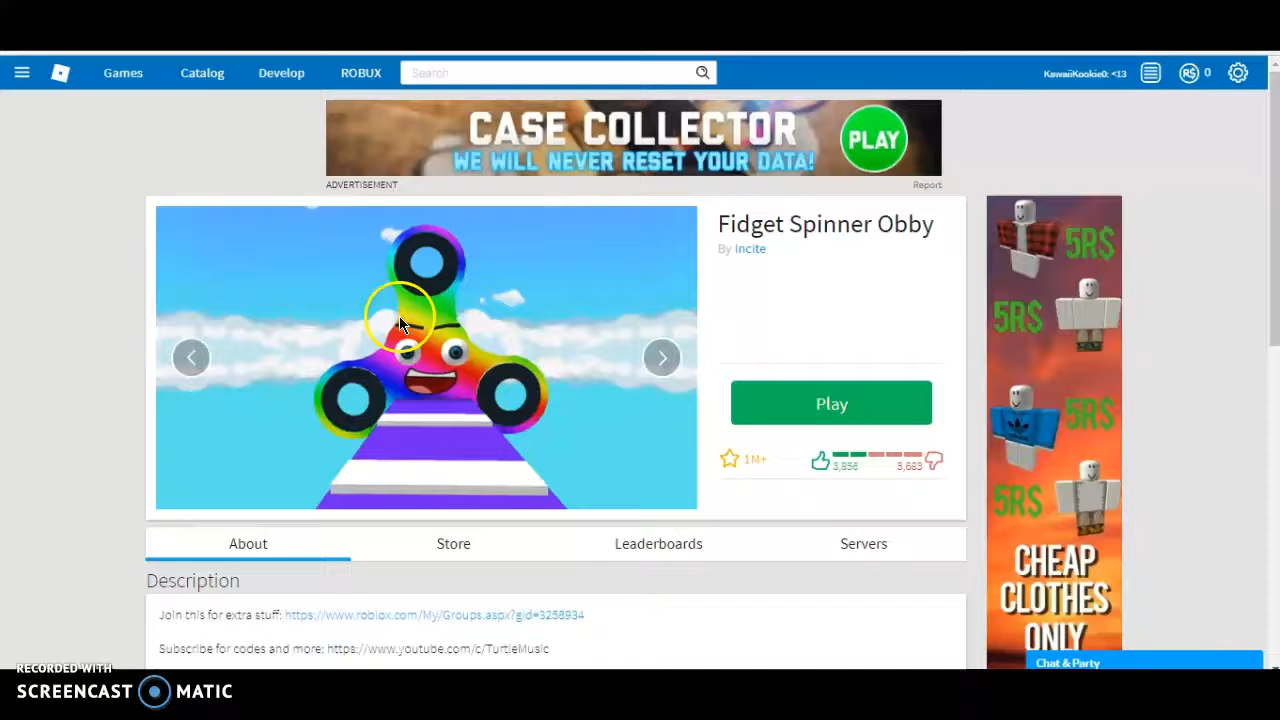 Games Catalog Develop ROBUX Search KawaiiKookie0: <13 R$ 0
CASE COLLECTOR
WE WILL NEVER RESET YOUR DATA!
PLAY
ADVERTISEMENT Report
Fidget Spinner Obby
By Incite
Play
1M+ 3,856 3,683
5R$
5R$
5R$
5R$
CHEAP
CLOTHES
ONLY
About Store Leaderboards Servers
Description
Join this for extra stuff: https://www.roblox.com/My/Groups.aspx?gid=3258934
Subscribe for codes and more: https://www.youtube.com/c/TurtleMusic
Chat & Party
RECORDED WITH
SCREENCAST MATIC